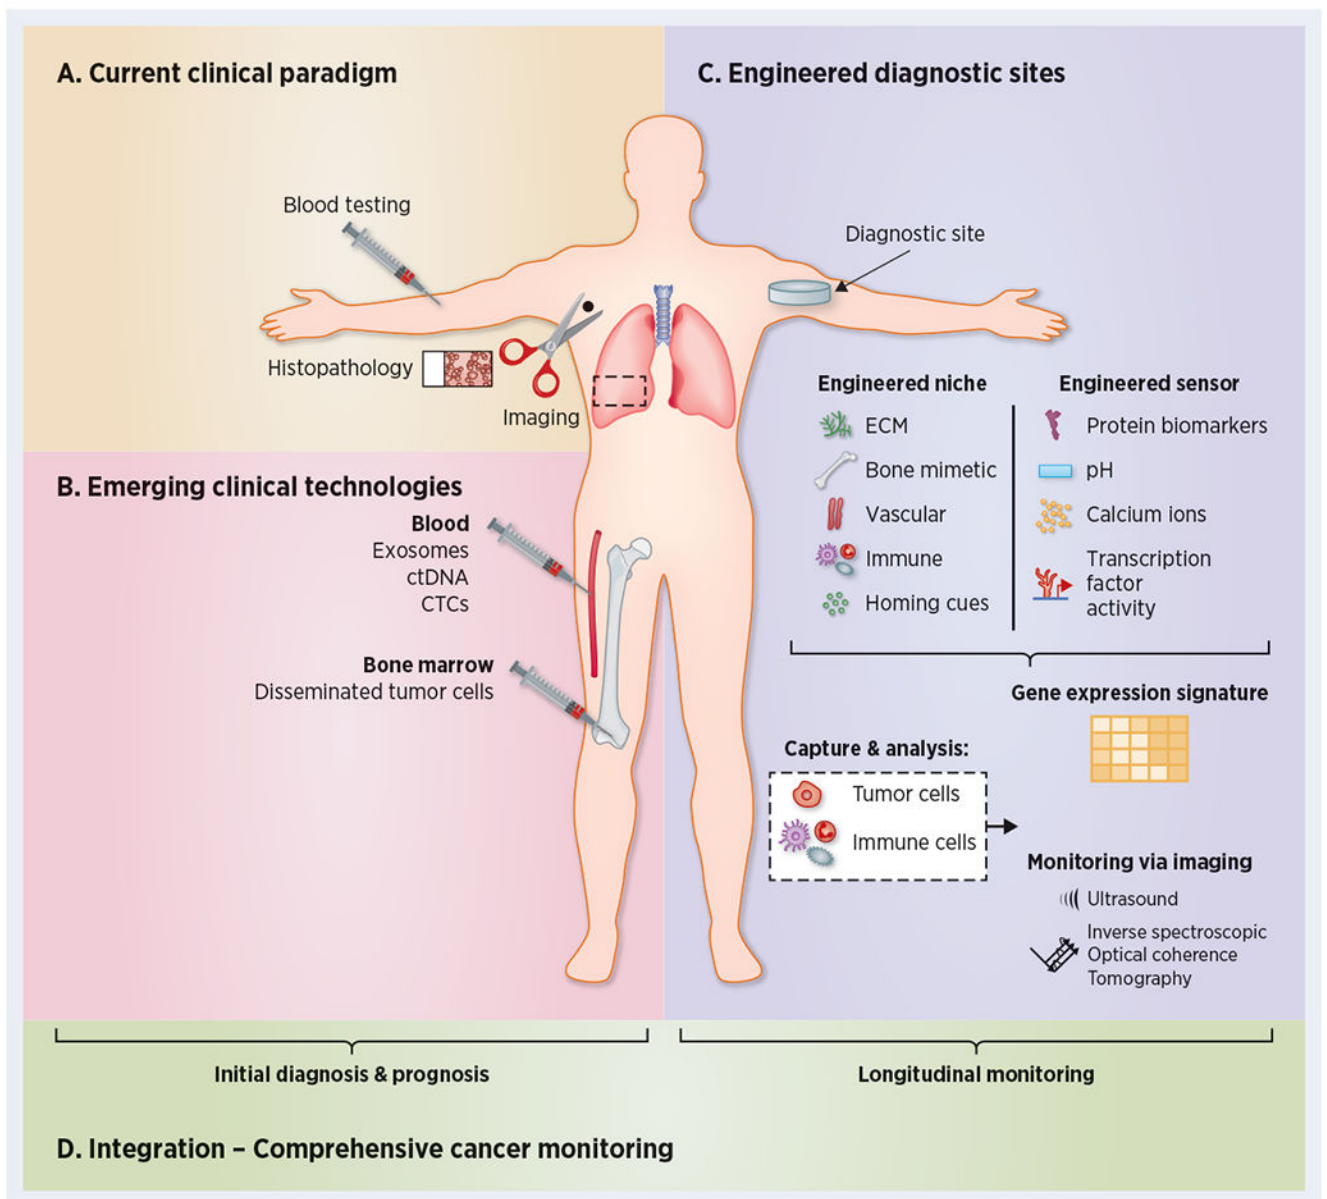 A. Current clinical paradigm
Blood testing
Histopathology
Imaging
B. Emerging clinical technologies
Blood
Exosomes
ctDNA
CTCs
Bone marrow
Disseminated tumor cells
C. Engineered diagnostic sites
Diagnostic site
Engineered niche
ECM
Bone mimetic
Vascular
Immune
Homing cues
Engineered sensor
Protein biomarkers
pH
Calcium ions
Transcription
factor
activity
Gene expression signature
Capture & analysis:
Tumor cells
Immune cells
Monitoring via imaging
Ultrasound
Inverse spectroscopic
Optical coherence
Tomography
Initial diagnosis & prognosis
Longitudinal monitoring
D. Integration – Comprehensive cancer monitoring